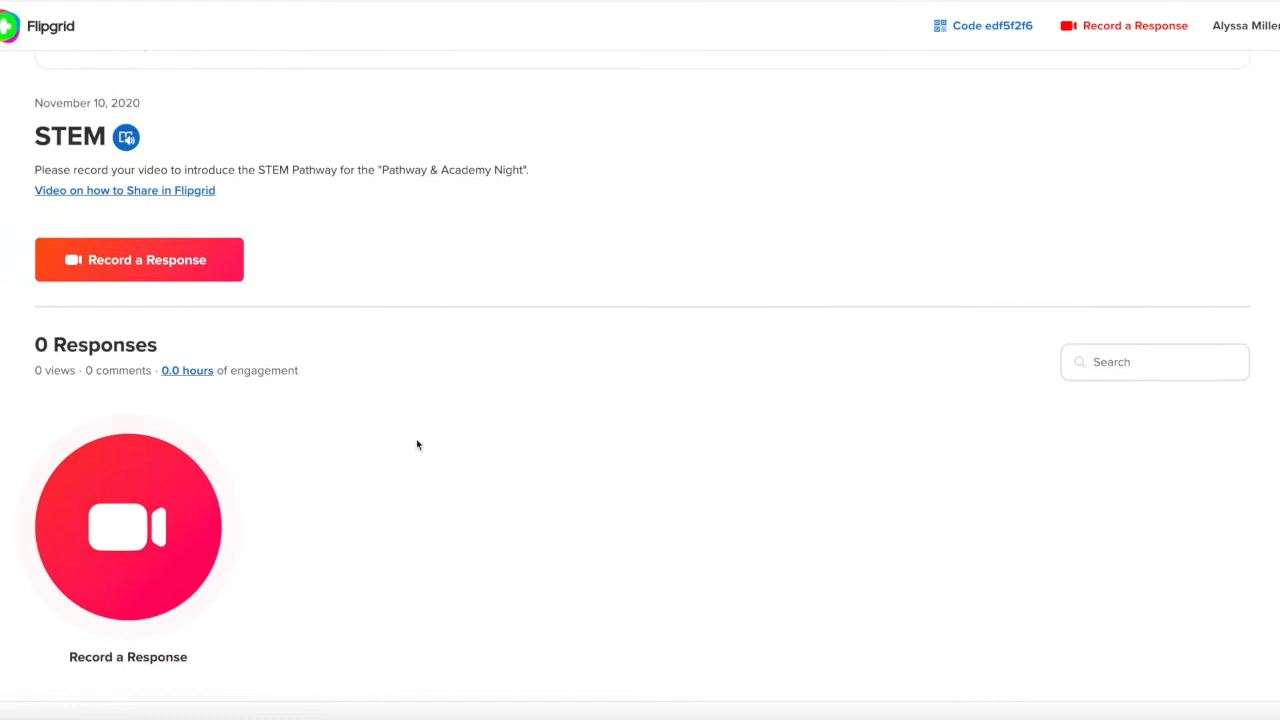 Flipgrid
Code edf5f2f6
Record a Response
Alyssa Miller
November 10, 2020
STEM
Please record your video to introduce the STEM Pathway for the "Pathway & Academy Night".
Video on how to Share in Flipgrid
Record a Response
0 Responses
0 views · 0 comments · 0.0 hours of engagement
Search
Record a Response